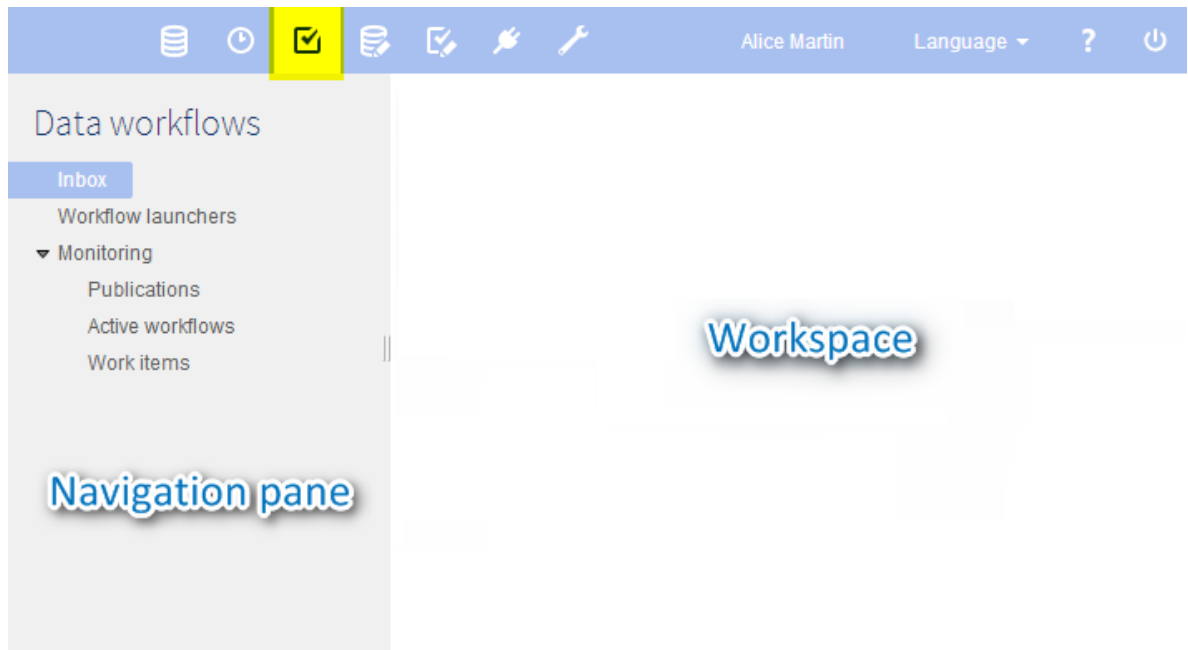 Alice Martin Language ?
Data workflows
Inbox
Workflow launchers
Monitoring
Publications
Active workflows
Work items
Workspace
Navigation pane